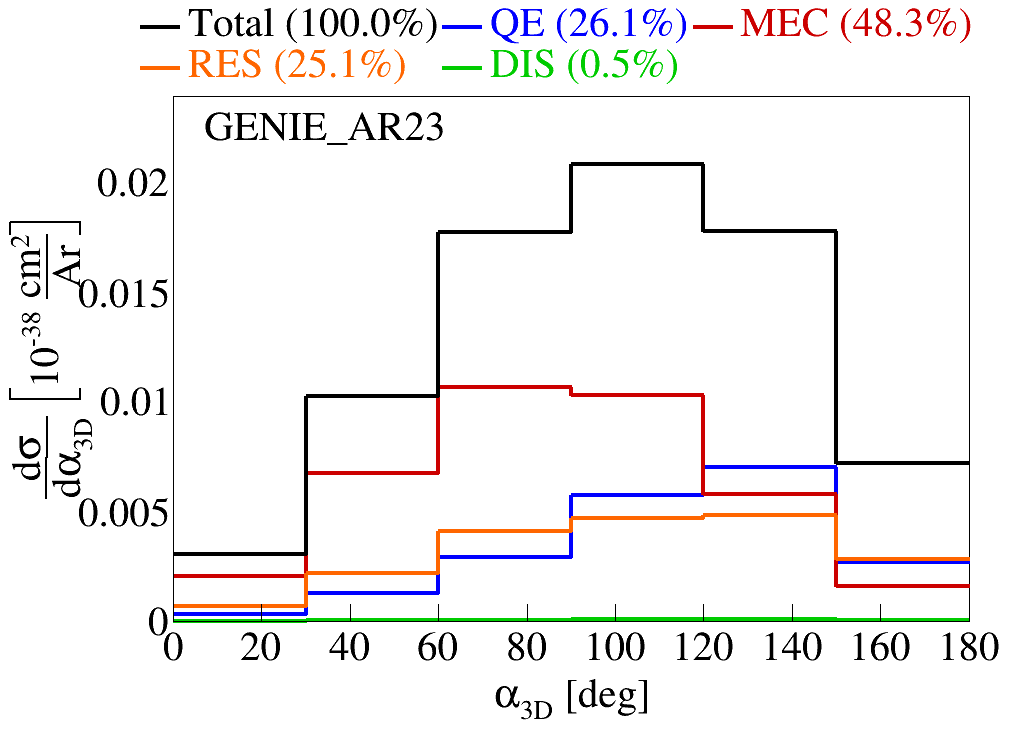 Total (100.0%) QE (26.1%) MEC (48.3%)
RES (25.1%) DIS (0.5%)
GENIE_AR23
dσ/dα3D [10^-38 cm^2/Ar]
0.02
0.015
0.01
0.005
0
0 20 40 60 80 100 120 140 160 180
α3D [deg]